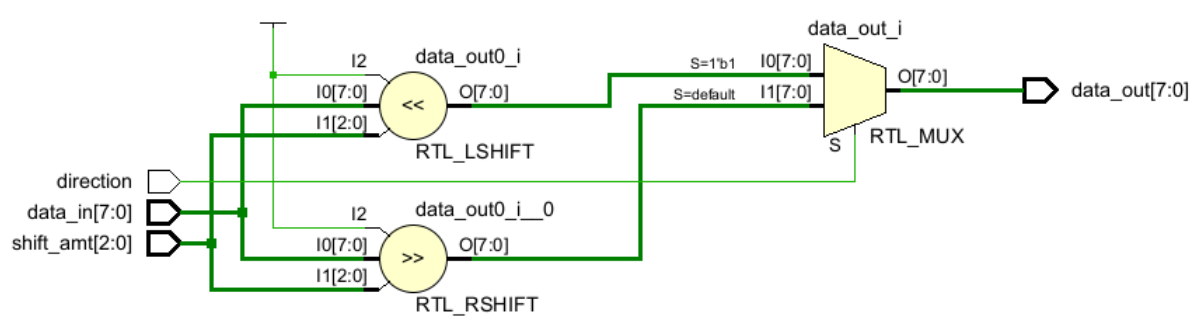 data_out_i
data_out0_i
I2
I0[7:0]
I1[2:0]
<<
O[7:0]
RTL_LSHIFT
S=1'b1
I0[7:0]
S=default
I1[7:0]
O[7:0]
S
RTL_MUX
data_out[7:0]
direction
data_in[7:0]
shift_amt[2:0]
data_out0_i__0
I2
I0[7:0]
I1[2:0]
>>
O[7:0]
RTL_RSHIFT